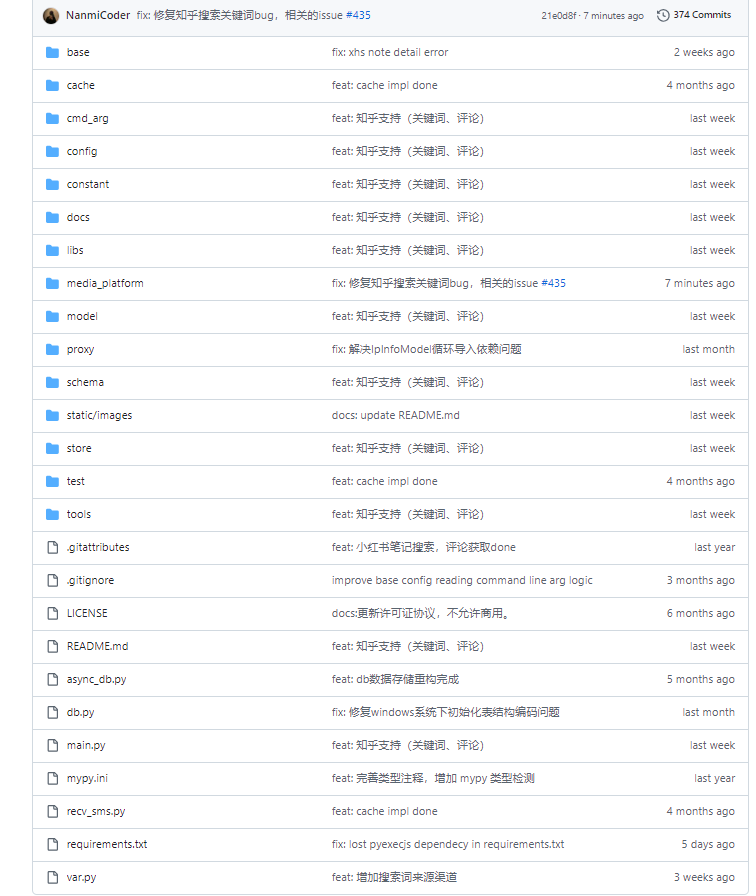 NanmiCoder fix: 修复知乎搜索关键词bug，相关的issue #435 21e0d8f · 7 minutes ago 374 Commits
base fix: xhs note detail error 2 weeks ago
cache feat: cache impl done 4 months ago
cmd_arg feat: 知乎支持（关键词、评论） last week
config feat: 知乎支持（关键词、评论） last week
constant feat: 知乎支持（关键词、评论） last week
docs feat: 知乎支持（关键词、评论） last week
libs feat: 知乎支持（关键词、评论） last week
media_platform fix: 修复知乎搜索关键词bug，相关的issue #435 7 minutes ago
model feat: 知乎支持（关键词、评论） last week
proxy fix: 解决IpInfoModel循环导入依赖问题 last month
schema feat: 知乎支持（关键词、评论） last week
static/images docs: update README.md last week
store feat: 知乎支持（关键词、评论） last week
test feat: cache impl done 4 months ago
tools feat: 知乎支持（关键词、评论） last week
.gitattributes feat: 小红书笔记搜索，评论获取done last year
.gitignore improve base config reading command line arg logic 3 months ago
LICENSE docs:更新许可证协议，不允许商用。 6 months ago
README.md feat: 知乎支持（关键词、评论） last week
async_db.py feat: db数据存储重构完成 5 months ago
db.py fix: 修复windows系统下初始化表结构编码问题 last month
main.py feat: 知乎支持（关键词、评论） last week
mypy.ini feat: 完善类型注释，增加 mypy 类型检测 last year
recv_sms.py feat: cache impl done 4 months ago
requirements.txt fix: lost pyexecjs dependecy in requirements.txt 5 days ago
var.py feat: 增加搜索词来源渠道 3 weeks ago